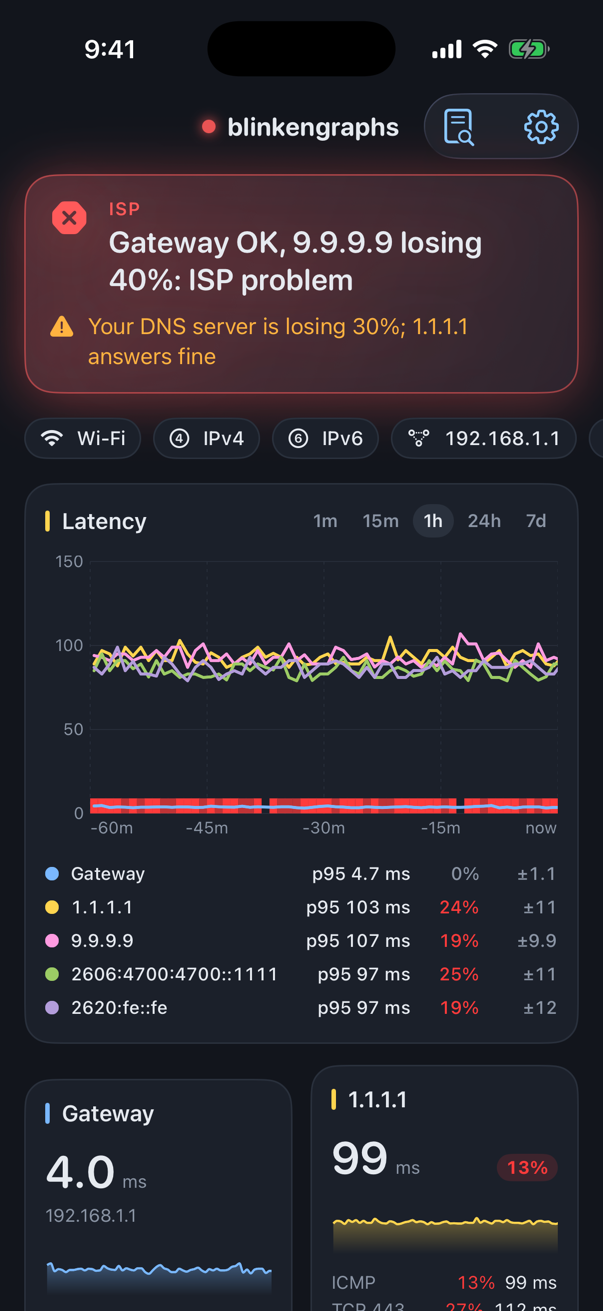 9:41
blinkengraphs
ISP
Gateway OK, 9.9.9.9 losing
40%: ISP problem
Your DNS server is losing 30%; 1.1.1.1
answers fine
Wi-Fi
4 IPv4
6 IPv6
192.168.1.1
Latency 1m 15m 1h 24h 7d
150
100
50
0
-60m -45m -30m -15m now
Gateway p95 4.7 ms 0% ±1.1
1.1.1.1 p95 103 ms 24% ±11
9.9.9.9 p95 107 ms 19% ±9.9
2606:4700:4700::1111 p95 97 ms 25% ±11
2620:fe::fe p95 97 ms 19% ±12
Gateway
4.0 ms
192.168.1.1
1.1.1.1
99 ms 13%
ICMP 13% 99 ms
TCP 443 27% 112 ms